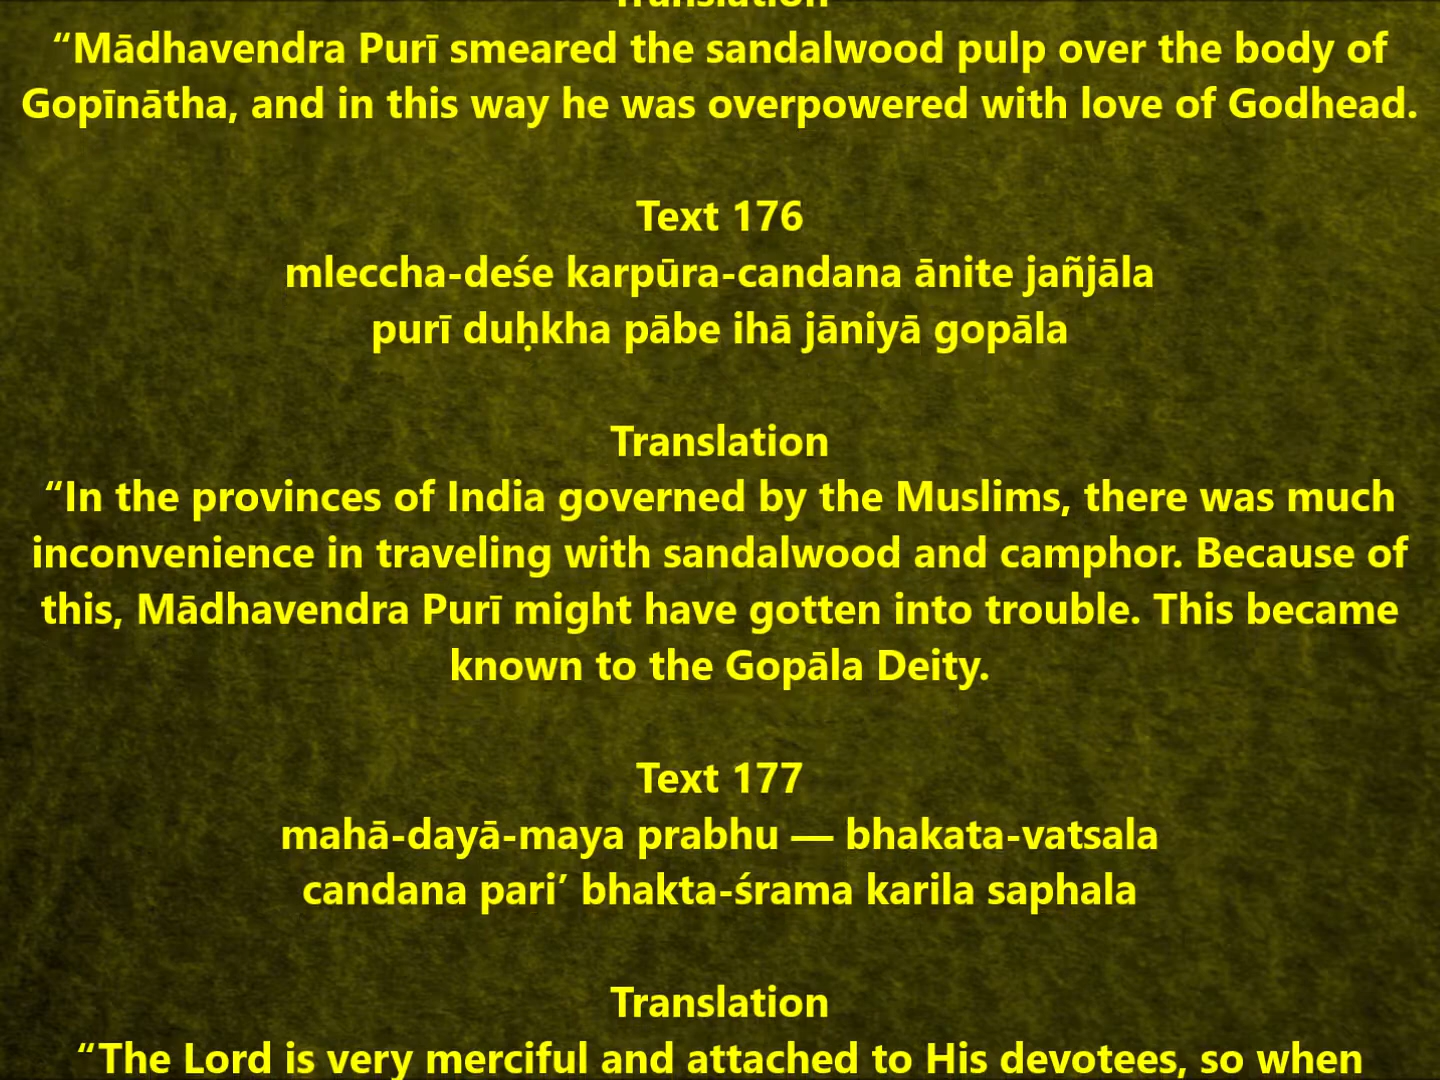 Translation
“Mādhavendra Purī smeared the sandalwood pulp over the body of
Gopīnātha, and in this way he was overpowered with love of Godhead.
Text 176
mleccha-deśe karpūra-candana ānite jañjāla
purī duḥkha pābe ihā jāniyā gopāla
Translation
“In the provinces of India governed by the Muslims, there was much
inconvenience in traveling with sandalwood and camphor. Because of
this, Mādhavendra Purī might have gotten into trouble. This became
known to the Gopāla Deity.
Text 177
mahā-dayā-maya prabhu — bhakata-vatsala
candana pari’ bhakta-śrama karila saphala
Translation
“The Lord is very merciful and attached to His devotees, so when